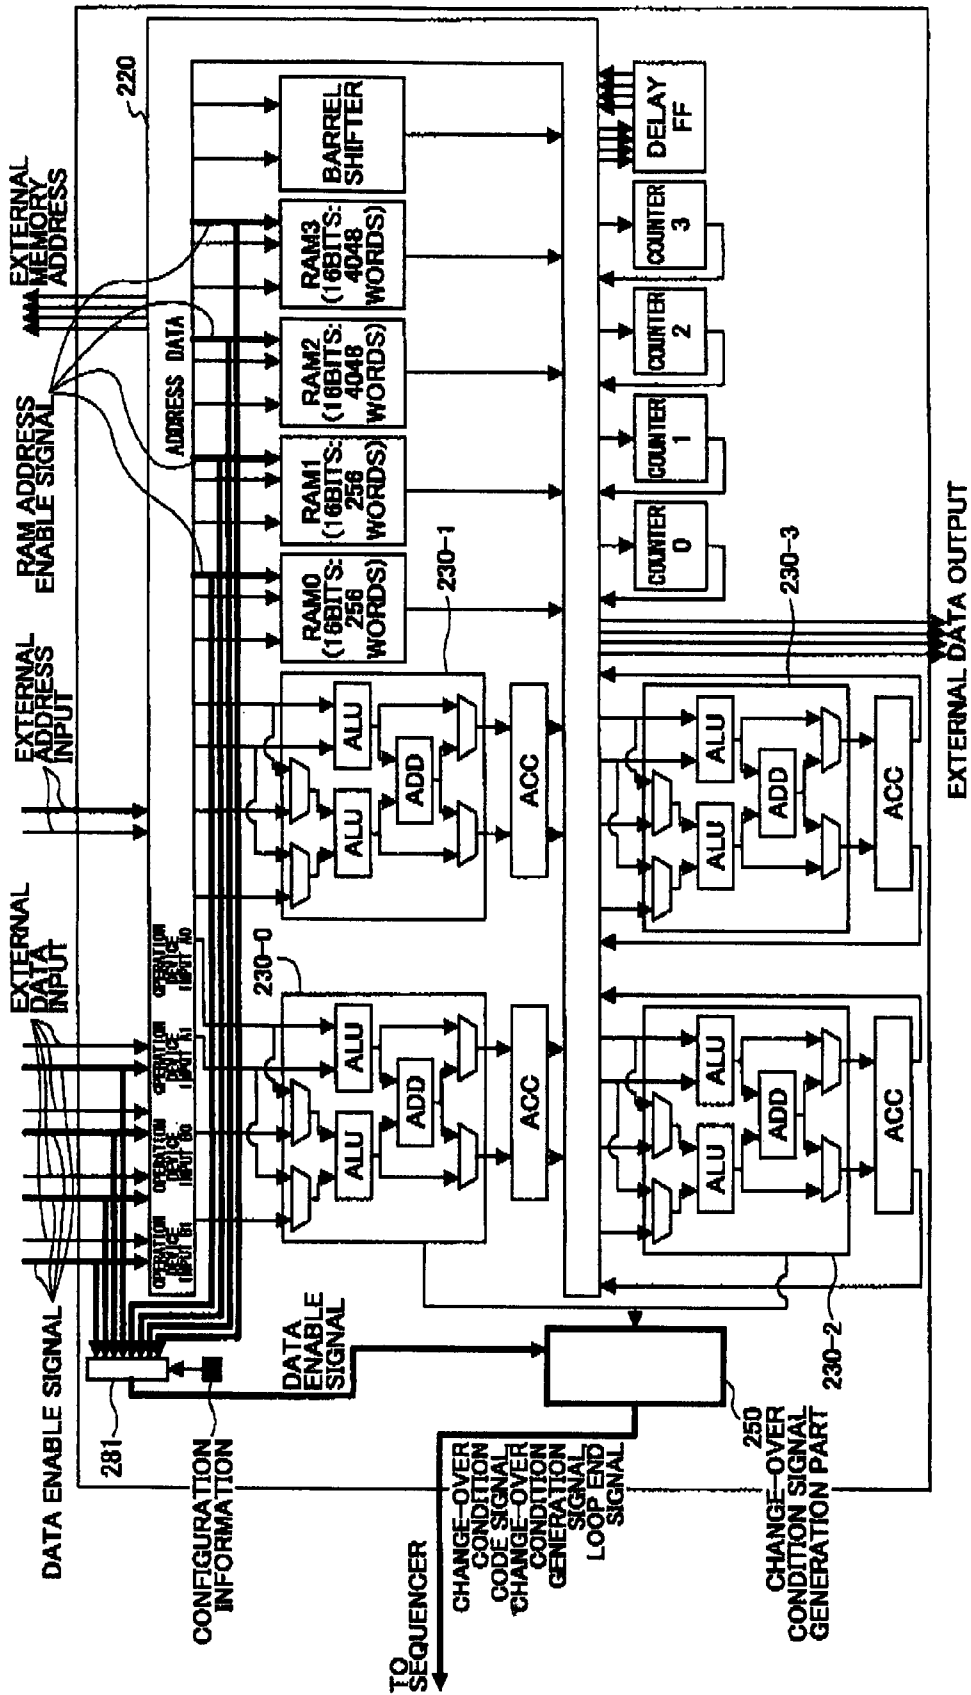 DATA ENABLE SIGNAL
EXTERNAL
DATA
INPUT
EXTERNAL
ADDRESS
INPUT
RAM ADDRESS
ENABLE SIGNAL
EXTERNAL
MEMORY
ADDRESS
220
281
CONFIGURATION
INFORMATION
OPERATION
DEVICE
INPUT B1
OPERATION
DEVICE
INPUT B0
OPERATION
DEVICE
INPUT A1
OPERATION
DEVICE
INPUT A0
ADDRESS DATA
230-0
ALU
ALU
ADD
ACC
230-1
ALU
ALU
ADD
ACC
RAM0
(16BITS:
256
WORDS)
RAM1
(16BITS:
256
WORDS)
RAM2
(16BITS:
4048
WORDS)
RAM3
(16BITS:
4048
WORDS)
BARREL
SHIFTER
DATA
ENABLE
SIGNAL
TO
SEQUENCER
CHANGE-OVER
CONDITION
CODE SIGNAL
CHANGE-OVER
CONDITION
GENERATION
SIGNAL
LOOP END
SIGNAL
250
CHANGE-OVER
CONDITION SIGNAL
GENERATION PART
230-2
ALU
ALU
ADD
ACC
230-3
ALU
ALU
ADD
ACC
COUNTER
0
COUNTER
1
COUNTER
2
COUNTER
3
DELAY
FF
EXTERNAL DATA OUTPUT